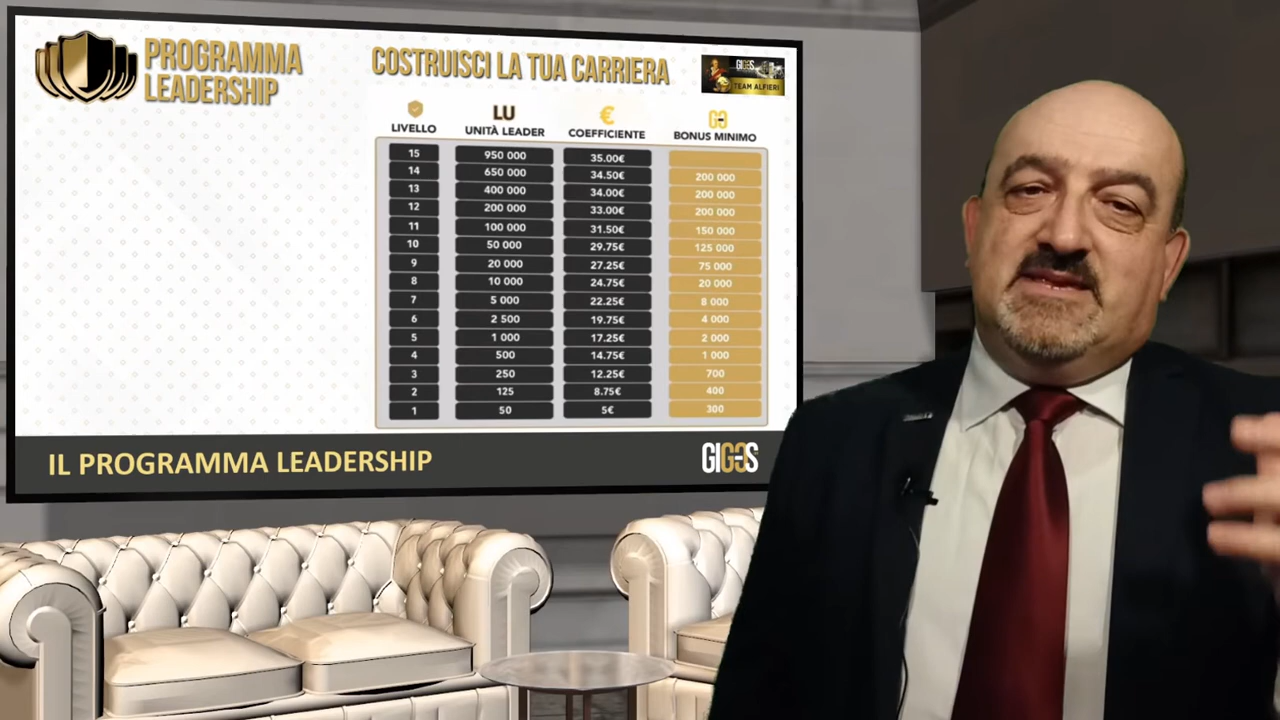 PROGRAMMA
LEADERSHIP
COSTRUISCI LA TUA CARRIERA
GIGOS
TEAM ALFIERI
LIVELLO
LU
UNITÀ LEADER
€
COEFFICIENTE
BONUS MINIMO
15 950 000 35.00€
14 650 000 34.50€ 200 000
13 400 000 34.00€ 200 000
12 200 000 33.00€ 200 000
11 100 000 31.50€ 150 000
10 50 000 29.75€ 125 000
9 20 000 27.25€ 75 000
8 10 000 24.75€ 20 000
7 5 000 22.25€ 8 000
6 2 500 19.75€ 4 000
5 1 000 17.25€ 2 000
4 500 14.75€ 1 000
3 250 12.25€ 700
2 125 8.75€ 400
1 50 5€ 300
IL PROGRAMMA LEADERSHIP
GIGOS